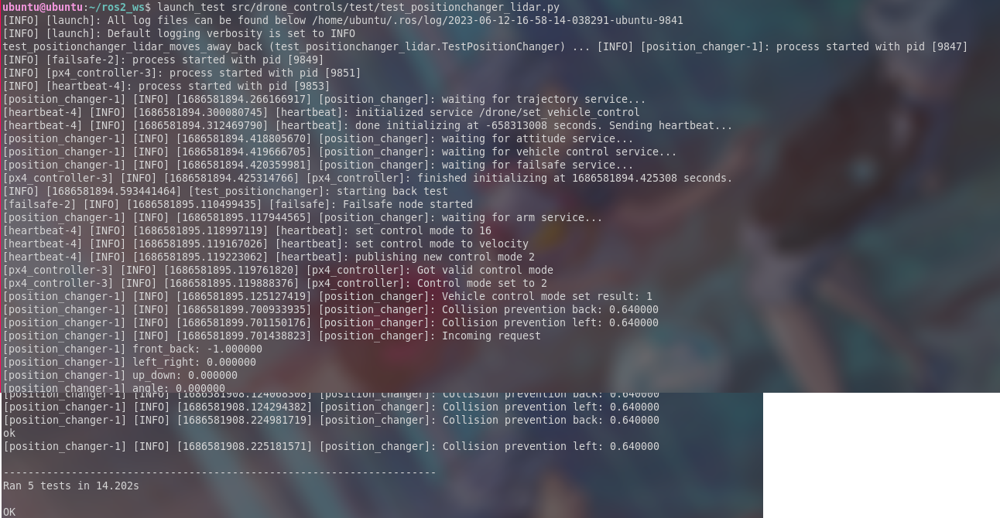 ubuntu@ubuntu:~/ros2_ws$ launch_test src/drone_controls/test/test_positionchanger_lidar.py
[INFO] [launch]: All log files can be found below /home/ubuntu/.ros/log/2023-06-12-16-58-14-038291-ubuntu-9841
[INFO] [launch]: Default logging verbosity is set to INFO
test_positionchanger_lidar_moves_away_back (test_positionchanger_lidar.TestPositionChanger) ... [INFO] [position_changer-1]: process started with pid [9847]
[INFO] [failsafe-2]: process started with pid [9849]
[INFO] [px4_controller-3]: process started with pid [9851]
[INFO] [heartbeat-4]: process started with pid [9853]
[position_changer-1] [INFO] [1686581894.266166917] [position_changer]: waiting for trajectory service...
[heartbeat-4] [INFO] [1686581894.300080745] [heartbeat]: initialized service /drone/set_vehicle_control
[heartbeat-4] [INFO] [1686581894.312469790] [heartbeat]: done initializing at -658313008 seconds. Sending heartbeat...
[position_changer-1] [INFO] [1686581894.418805670] [position_changer]: waiting for attitude service...
[position_changer-1] [INFO] [1686581894.419666705] [position_changer]: waiting for vehicle control service...
[position_changer-1] [INFO] [1686581894.420359981] [position_changer]: waiting for failsafe service...
[px4_controller-3] [INFO] [1686581894.425314766] [px4_controller]: finished initializing at 1686581894.425308 seconds.
[INFO] [1686581894.593441464] [test_positionchanger]: starting back test
[failsafe-2] [INFO] [1686581895.110499435] [failsafe]: Failsafe node started
[position_changer-1] [INFO] [1686581895.117944565] [position_changer]: waiting for arm service...
[heartbeat-4] [INFO] [1686581895.118997119] [heartbeat]: set control mode to 16
[heartbeat-4] [INFO] [1686581895.119167026] [heartbeat]: set control mode to velocity
[heartbeat-4] [INFO] [1686581895.119223062] [heartbeat]: publishing new control mode 2
[px4_controller-3] [INFO] [1686581895.119761820] [px4_controller]: Got valid control mode
[px4_controller-3] [INFO] [1686581895.119888376] [px4_controller]: Control mode set to 2
[position_changer-1] [INFO] [1686581895.125127419] [position_changer]: Vehicle control mode set result: 1
[position_changer-1] [INFO] [1686581899.700933935] [position_changer]: Collision prevention back: 0.640000
[position_changer-1] [INFO] [1686581899.701150176] [position_changer]: Collision prevention left: 0.640000
[position_changer-1] [INFO] [1686581899.701438823] [position_changer]: Incoming request
[position_changer-1] front_back: -1.000000
[position_changer-1] left_right: 0.000000
[position_changer-1] up_down: 0.000000
[position_changer-1] angle: 0.000000
[position_changer-1] [INFO] [1686581908.124068308] [position_changer]: Collision prevention back: 0.640000
[position_changer-1] [INFO] [1686581908.124294382] [position_changer]: Collision prevention left: 0.640000
[position_changer-1] [INFO] [1686581908.224981719] [position_changer]: Collision prevention back: 0.640000
ok
[position_changer-1] [INFO] [1686581908.225181571] [position_changer]: Collision prevention left: 0.640000
----------------------------------------------------------------------
Ran 5 tests in 14.202s
OK